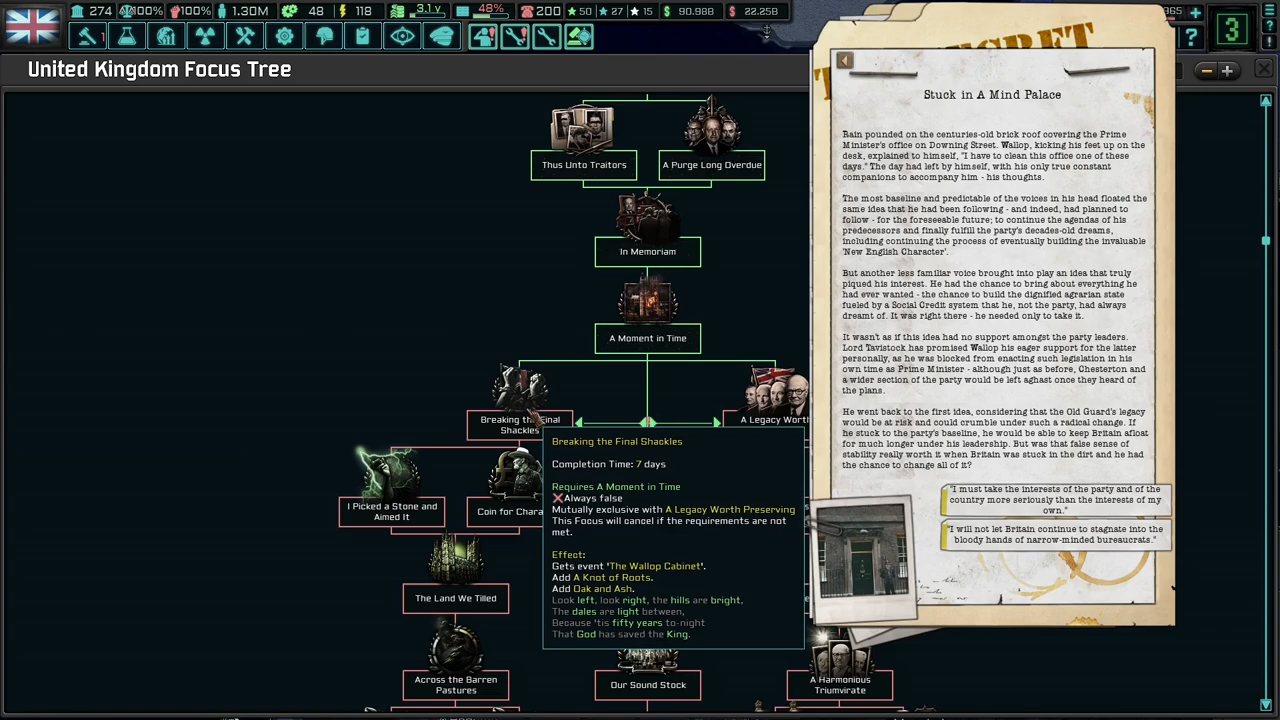 274
100%
100%
1.30M
48
118
3.1 v
48%
200
50
27
15
$ 90.98B
$ 22.25B
965
1
?
3
United Kingdom Focus Tree
Thus Unto Traitors
A Purge Long Overdue
In Memoriam
A Moment in Time
Breaking the Final
Shackles
A Legacy Worth
I Picked a Stone and
Aimed It
Coin for Chara
The Land We Tilled
Across the Barren
Pastures
Our Sound Stock
A Harmonious
Triumvirate
Breaking the Final Shackles
Completion Time: 7 days
Requires A Moment in Time
Always false
Mutually exclusive with A Legacy Worth Preserving
This Focus will cancel if the requirements are not
met.
Effect:
Gets event 'The Wallop Cabinet'.
Add A Knot of Roots.
Add Oak and Ash.
Look left, look right, the hills are bright,
The dales are light between,
Because 'tis fifty years to-night
That God has saved the King.
Stuck in A Mind Palace
Rain pounded on the centuries-old brick roof covering the Prime
Minister's office on Downing Street. Wallop, kicking his feet up on the
desk, explained to himself, "I have to clean this office one of these
days." The day had left by himself, with his only true constant
companions to accompany him - his thoughts.
The most baseline and predictable of the voices in his head floated the
same idea that he had been following - and indeed, had planned to
follow - for the foreseeable future; to continue the agendas of his
predecessors and finally fulfill the party's decades-old dreams,
including continuing the process of eventually building the invaluable
'New English Character'.
But another less familiar voice brought into play an idea that truly
piqued his interest. He had the chance to bring about everything he
had ever wanted - the chance to build the dignified agrarian state
fueled by a Social Credit system that he, not the party, had always
dreamt of. It was right there - he needed only to take it.
It wasn't as if this idea had no support amongst the party leaders.
Lord Tavistock has promised Wallop his eager support for the latter
personally, as he was blocked from enacting such legislation in his
own time as Prime Minister - although just as before, Chesterton and
a wider section of the party would be left aghast once they heard of
the plans.
He went back to the first idea, considering that the Old Guard's legacy
would be at risk and could crumble under such a radical change. If
he stuck to the party's baseline, he would be able to keep Britain afloat
for much longer under his leadership. But was that false sense of
stability really worth it when Britain was stuck in the dirt and he had
the chance to change all of it?
"I must take the interests of the party and of the
country more seriously than the interests of my
own."
"I will not let Britain continue to stagnate into the
bloody hands of narrow-minded bureaucrats."